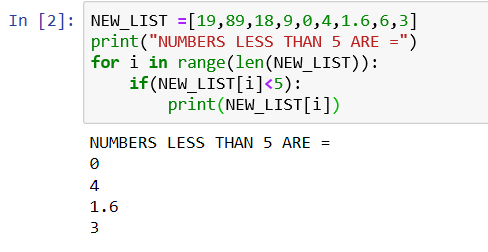 In [2]: NEW_LIST =[19,89,18,9,0,4,1.6,6,3]
print("NUMBERS LESS THAN 5 ARE =")
for i in range(len(NEW_LIST)):
    if(NEW_LIST[i]<5):
        print(NEW_LIST[i])
NUMBERS LESS THAN 5 ARE =
0
4
1.6
3